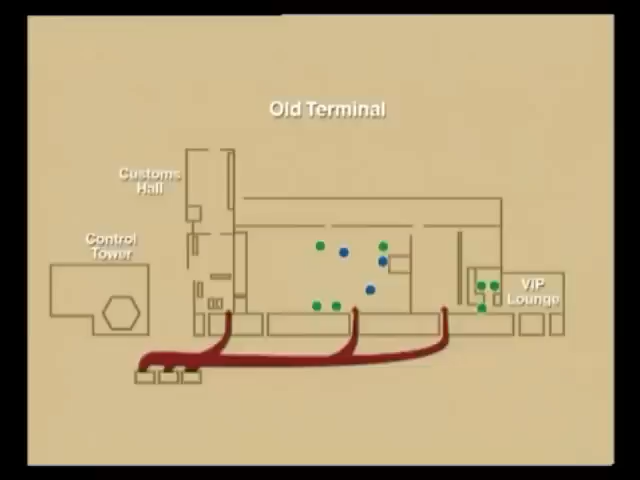 Old Terminal
Customs
Hall
Control
Tower
VIP
Lounge